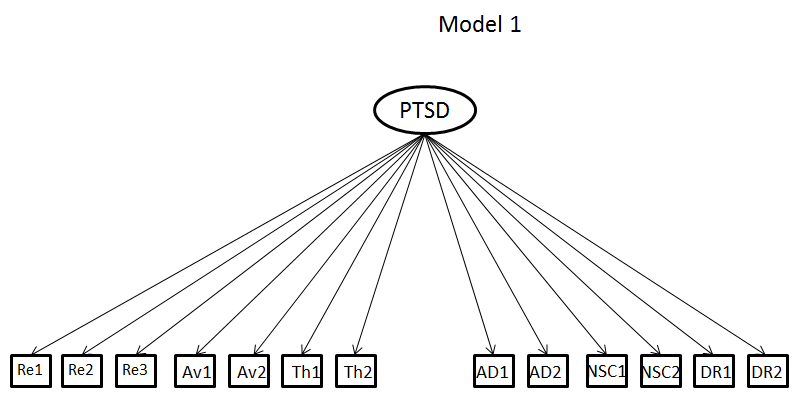 Model 1
PTSD
Re1 Re2 Re3 Av1 Av2 Th1 Th2 AD1 AD2 NSC1 NSC2 DR1 DR2